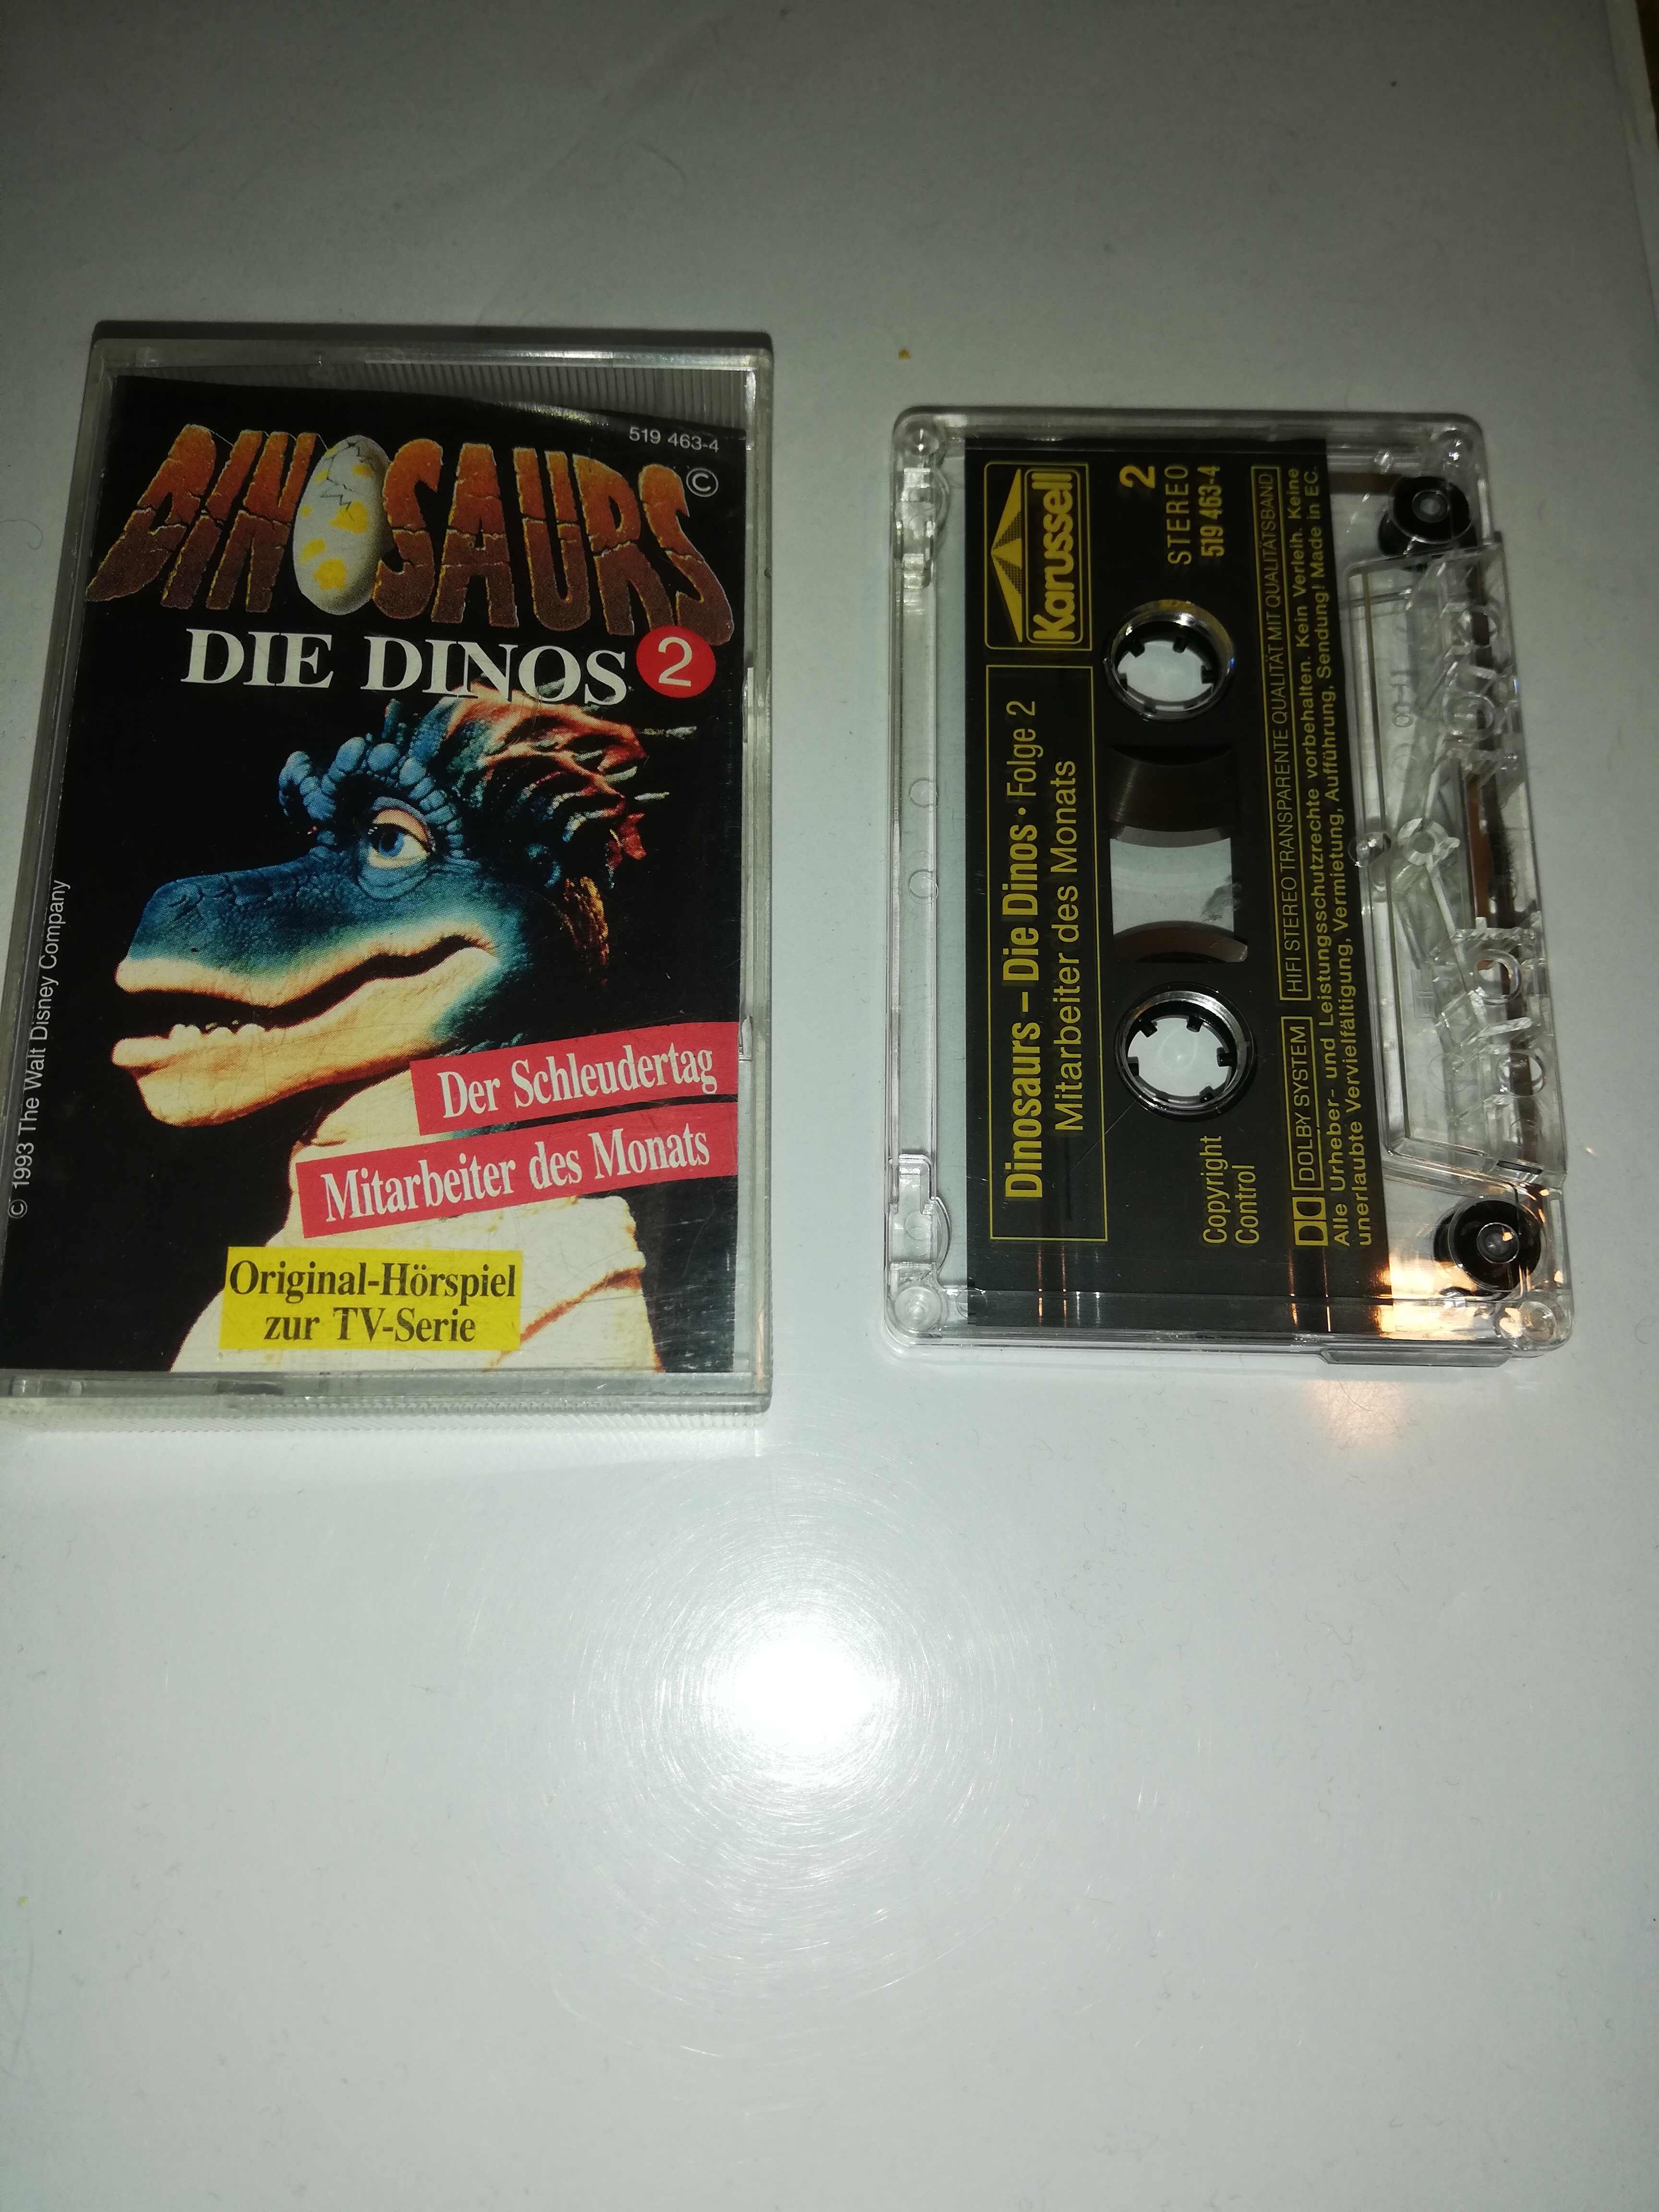 519 463-4
DINOSAURS ©
DIE DINOS 2
© 1993 The Walt Disney Company
Der Schleudertag
Mitarbeiter des Monats
Original-Hörspiel
zur TV-Serie
Karussell
Dinosaurs – Die Dinos • Folge 2
Mitarbeiter des Monats
2
STEREO
519 463-4
Copyright
Control
DOLBY SYSTEM HIFI STEREO TRANSPARENTE QUALITÄT MIT QUALITÄTSBAND
Alle Urheber- und Leistungsschutzrechte vorbehalten. Kein Verleih. Keine
unerlaubte Vervielfältigung, Vermietung, Aufführung, Sendung! Made in EC.